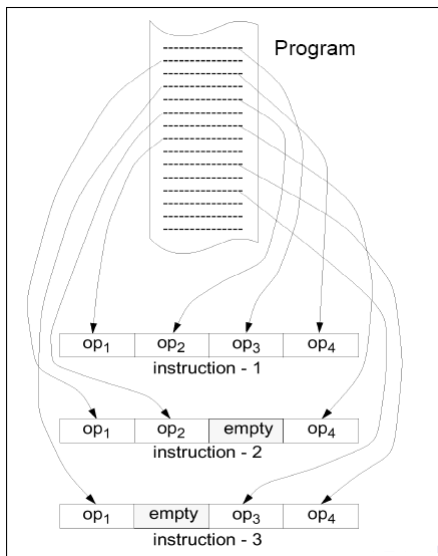 Program
op1 op2 op3 op4
instruction - 1
op1 op2 empty op4
instruction - 2
op1 empty op3 op4
instruction - 3